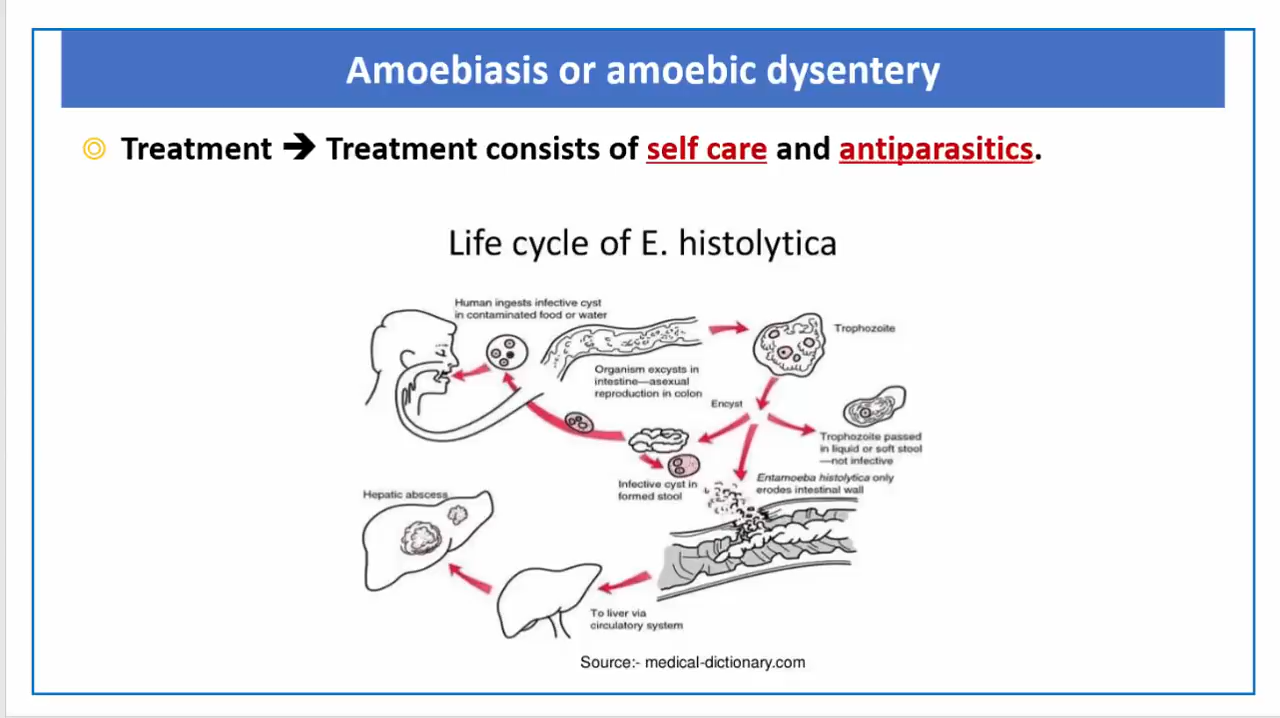 Amoebiasis or amoebic dysentery
Treatment ➔ Treatment consists of self care and antiparasitics.
Life cycle of E. histolytica
Human ingests infective cyst
in contaminated food or water
Trophozoite
Organism excysts in
intestine—asexual
reproduction in colon
Encyst
Trophozoite passed
in liquid or soft stool
—not infective
Infective cyst in
formed stool
Entamoeba histolytica only
erodes intestinal wall
Hepatic abscess
To liver via
circulatory system
Source:- medical-dictionary.com